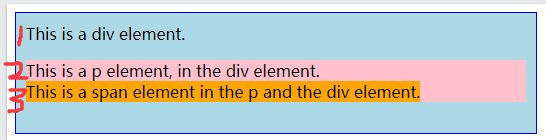 1 This is a div element.
2 This is a p element, in the div element.
3 This is a span element in the p and the div element.